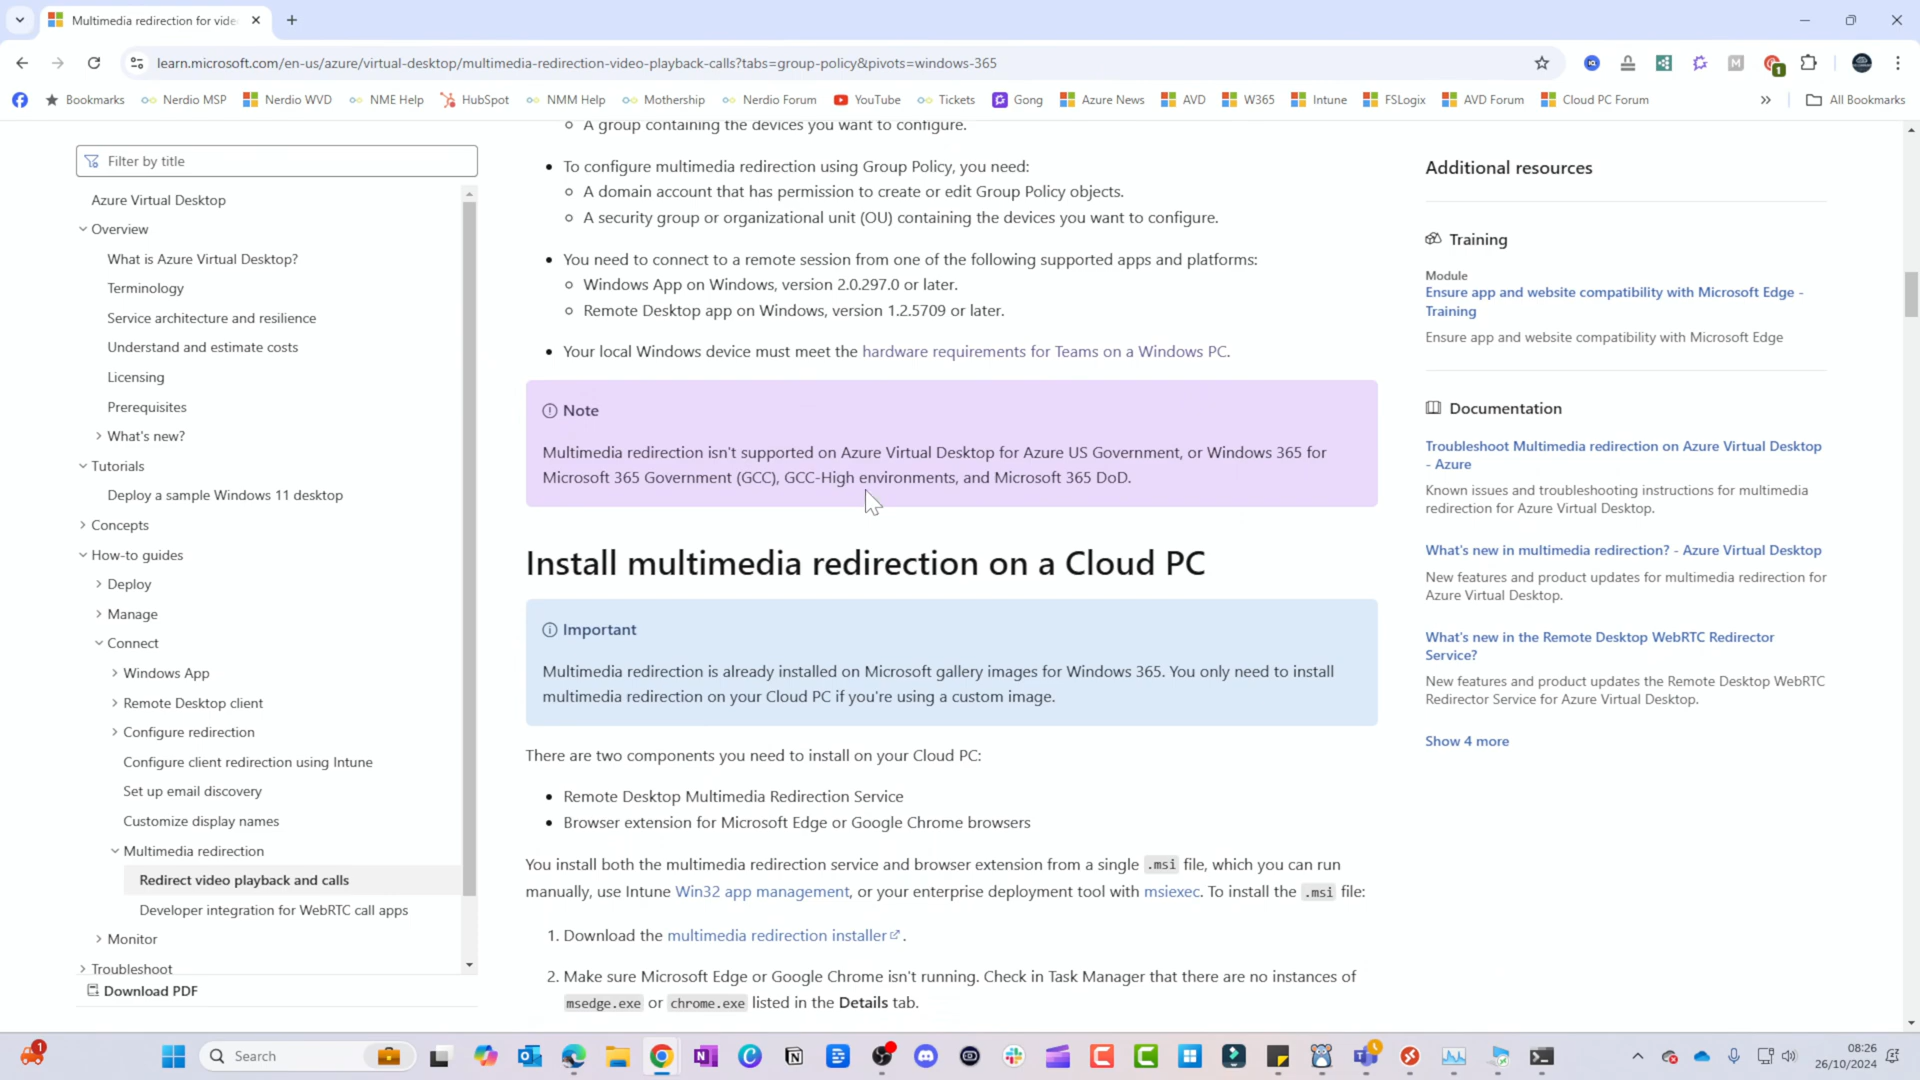 Multimedia redirection for vide
learn.microsoft.com/en-us/azure/virtual-desktop/multimedia-redirection-video-playback-calls?tabs=group-policy&pivots=windows-365
1
Bookmarks
Nerdio MSP
Nerdio WVD
NME Help
HubSpot
NMM Help
Mothership
Nerdio Forum
YouTube
Tickets
Gong
Azure News
AVD
W365
Intune
FSLogix
AVD Forum
Cloud PC Forum
All Bookmarks
Filter by title
Azure Virtual Desktop
Overview
What is Azure Virtual Desktop?
Terminology
Service architecture and resilience
Understand and estimate costs
Licensing
Prerequisites
What's new?
Tutorials
Deploy a sample Windows 11 desktop
Concepts
How-to guides
Deploy
Manage
Connect
Windows App
Remote Desktop client
Configure redirection
Configure client redirection using Intune
Set up email discovery
Customize display names
Multimedia redirection
Redirect video playback and calls
Developer integration for WebRTC call apps
Monitor
Troubleshoot
Download PDF
A group containing the devices you want to configure.
To configure multimedia redirection using Group Policy, you need:
A domain account that has permission to create or edit Group Policy objects.
A security group or organizational unit (OU) containing the devices you want to configure.
You need to connect to a remote session from one of the following supported apps and platforms:
Windows App on Windows, version 2.0.297.0 or later.
Remote Desktop app on Windows, version 1.2.5709 or later.
Your local Windows device must meet the hardware requirements for Teams on a Windows PC.
Note
Multimedia redirection isn't supported on Azure Virtual Desktop for Azure US Government, or Windows 365 for
Microsoft 365 Government (GCC), GCC-High environments, and Microsoft 365 DoD.
Install multimedia redirection on a Cloud PC
Important
Multimedia redirection is already installed on Microsoft gallery images for Windows 365. You only need to install
multimedia redirection on your Cloud PC if you're using a custom image.
There are two components you need to install on your Cloud PC:
Remote Desktop Multimedia Redirection Service
Browser extension for Microsoft Edge or Google Chrome browsers
You install both the multimedia redirection service and browser extension from a single .msi file, which you can run
manually, use Intune Win32 app management, or your enterprise deployment tool with msiexec. To install the .msi file:
1. Download the multimedia redirection installer.
2. Make sure Microsoft Edge or Google Chrome isn't running. Check in Task Manager that there are no instances of
msedge.exe or chrome.exe listed in the Details tab.
Additional resources
Training
Module
Ensure app and website compatibility with Microsoft Edge -
Training
Ensure app and website compatibility with Microsoft Edge
Documentation
Troubleshoot Multimedia redirection on Azure Virtual Desktop
- Azure
Known issues and troubleshooting instructions for multimedia
redirection for Azure Virtual Desktop.
What's new in multimedia redirection? - Azure Virtual Desktop
New features and product updates for multimedia redirection for
Azure Virtual Desktop.
What's new in the Remote Desktop WebRTC Redirector
Service?
New features and product updates the Remote Desktop WebRTC
Redirector Service for Azure Virtual Desktop.
Show 4 more
1
Search
08:26
26/10/2024